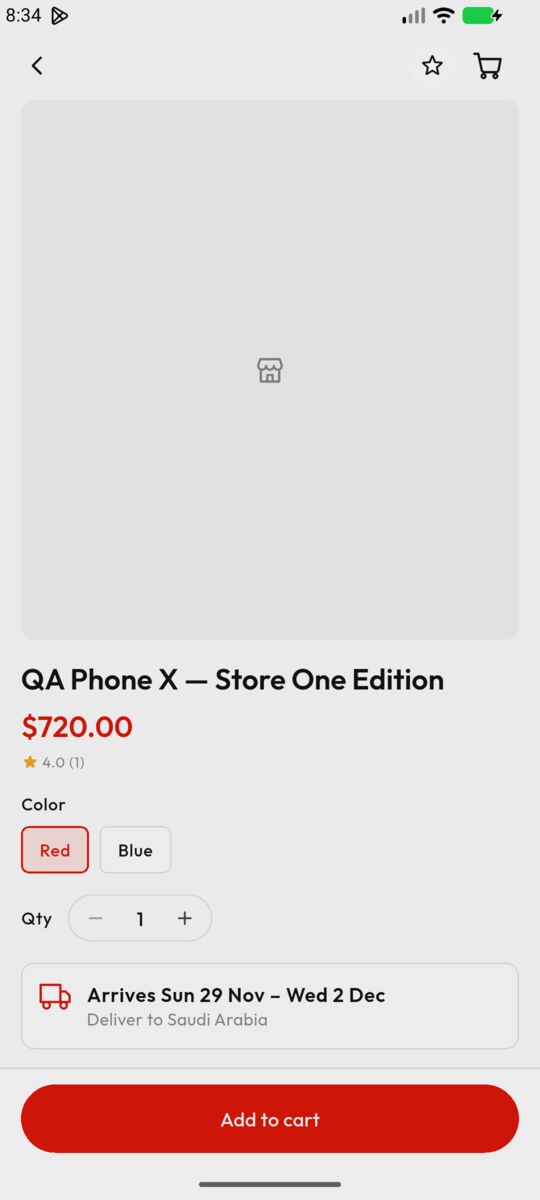 8:34
QA Phone X — Store One Edition
$720.00
4.0 (1)
Color
Red
Blue
Qty
1
Arrives Sun 29 Nov – Wed 2 Dec
Deliver to Saudi Arabia
Add to cart